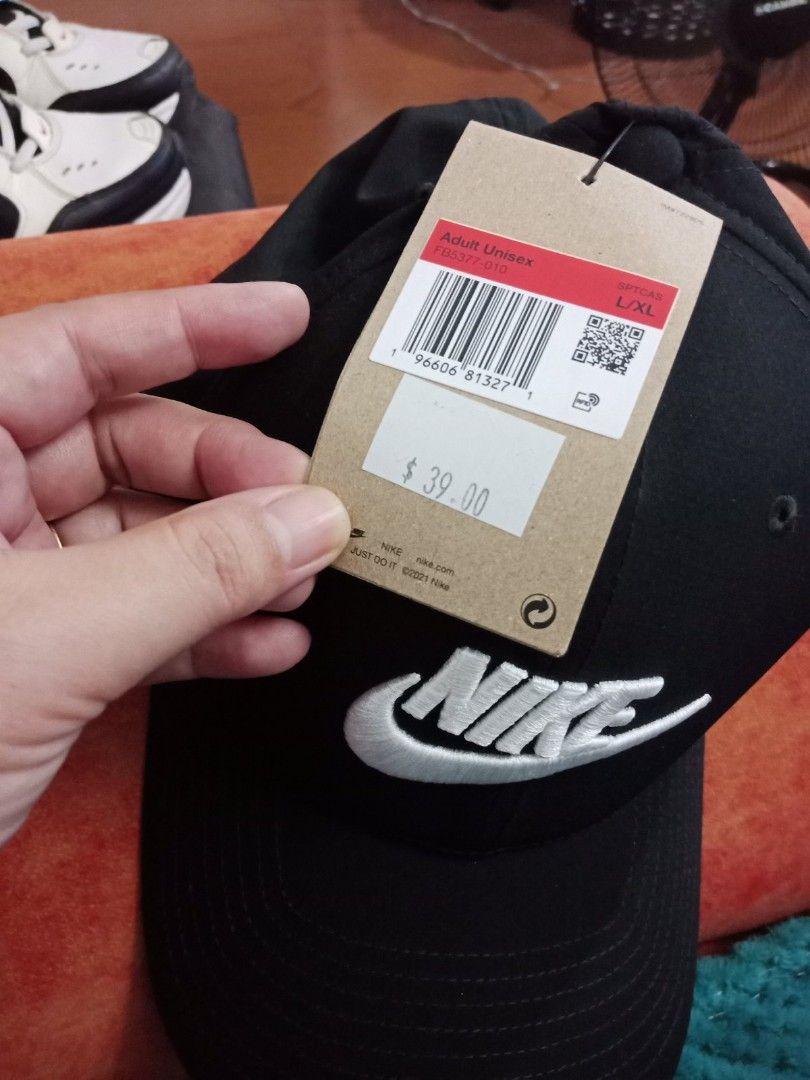 Adult Unisex
FB5377-010
SPTCAS
L/XL
1 96606 81327 1
RFID
$ 39.00
NIKE nike.com
JUST DO IT ©2021 Nike
NIKE